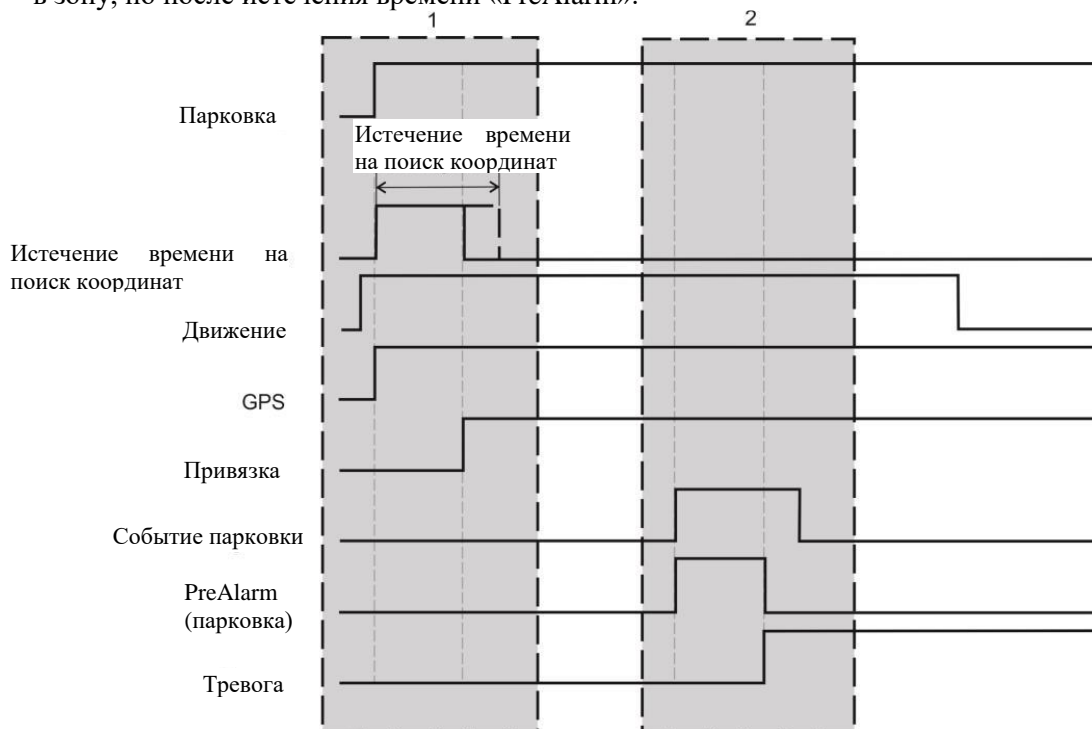 в зону, но после истечения времени «PreAlarm».
1
2
Парковка
Истечение времени
на поиск координат
Истечение времени на
поиск координат
Движение
GPS
Привязка
Событие парковки
PreAlarm
(парковка)
Тревога